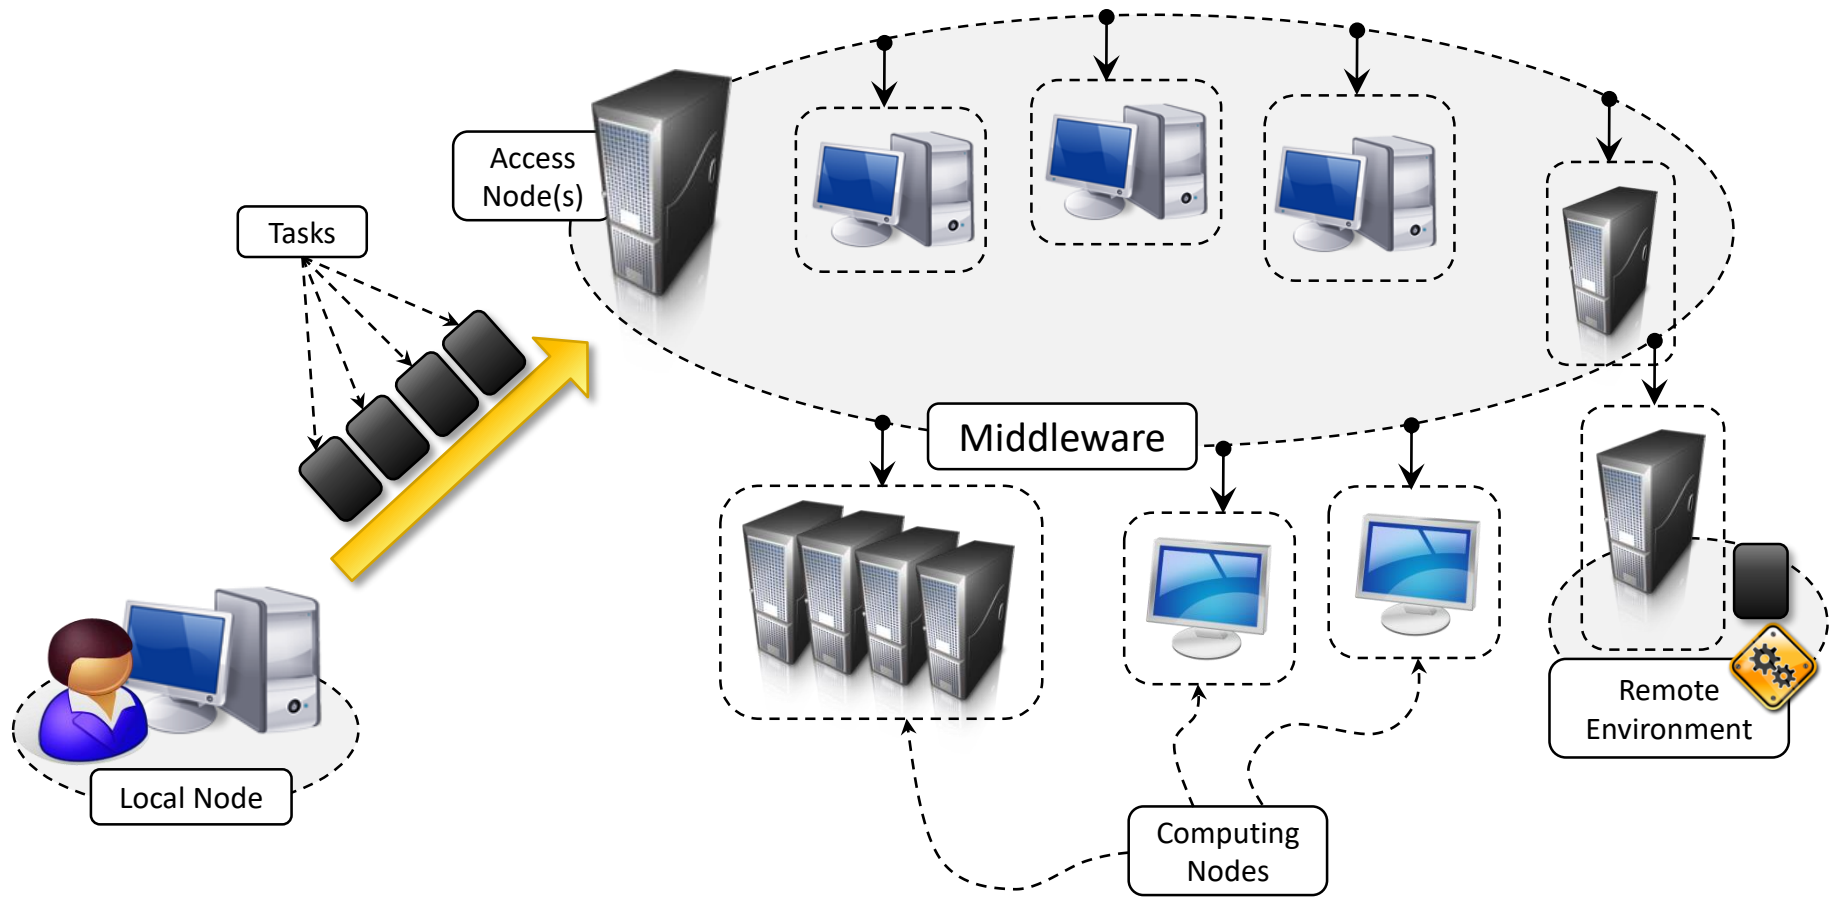 Access
Node(s)
Tasks
Middleware
Remote
Environment
Local Node
Computing
Nodes